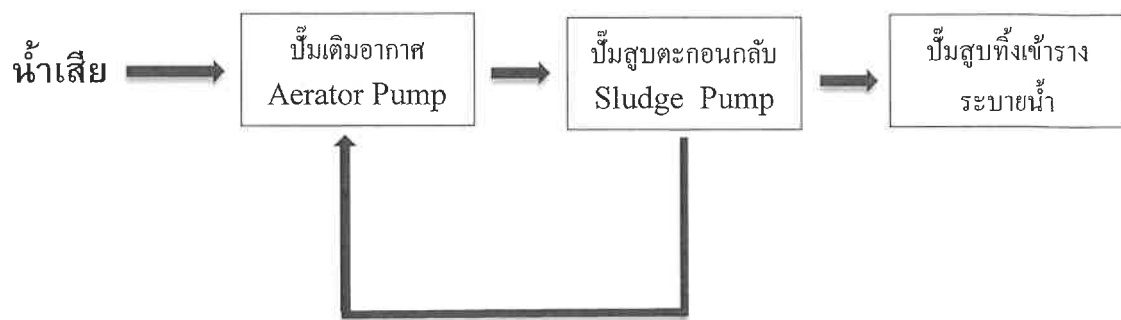 น้ำเสีย
ปั๊มเติมอากาศ
Aerator Pump
ปั๊มสูบตะกอนกลับ
Sludge Pump
ปั๊มสูบทิ้งเข้าราง
ระบายน้ำ